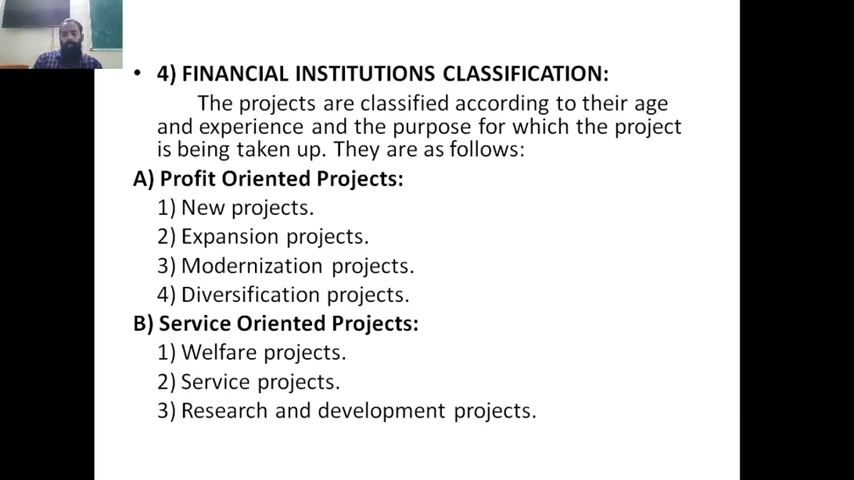 • 4) FINANCIAL INSTITUTIONS CLASSIFICATION:
The projects are classified according to their age
and experience and the purpose for which the project
is being taken up. They are as follows:
A) Profit Oriented Projects:
1) New projects.
2) Expansion projects.
3) Modernization projects.
4) Diversification projects.
B) Service Oriented Projects:
1) Welfare projects.
2) Service projects.
3) Research and development projects.